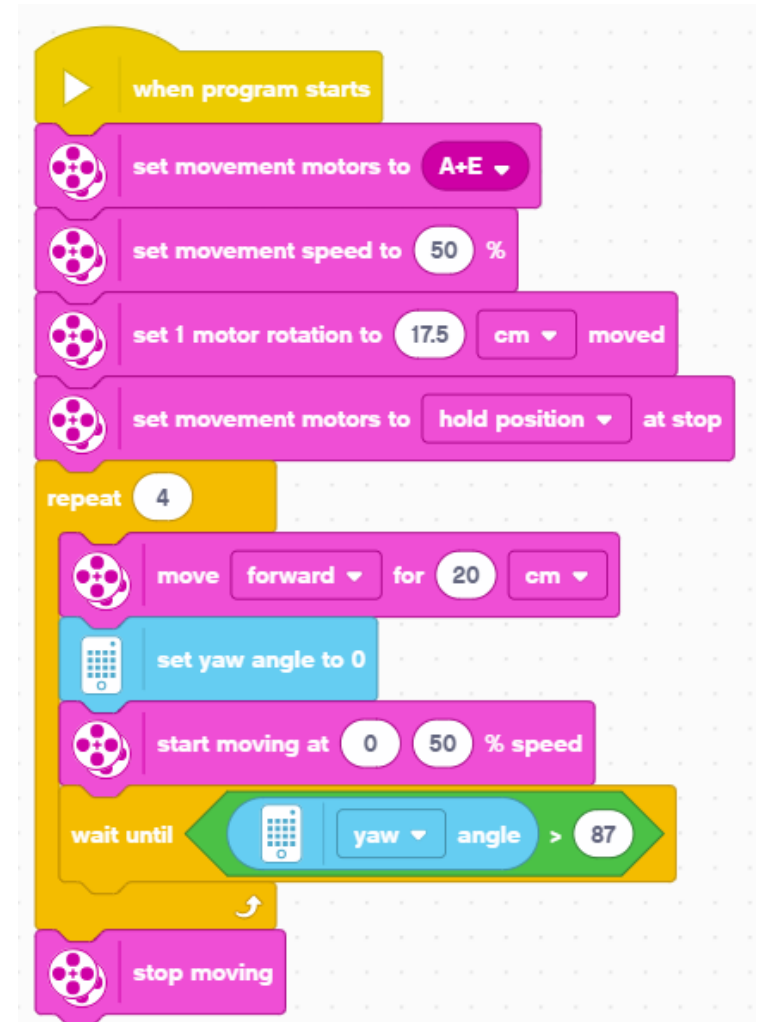 when program starts
set movement motors to A+E
set movement speed to 50 %
set 1 motor rotation to 17.5 cm moved
set movement motors to hold position at stop
repeat 4
move forward for 20 cm
set yaw angle to 0
start moving at 0 50 % speed
wait until yaw angle > 87
stop moving